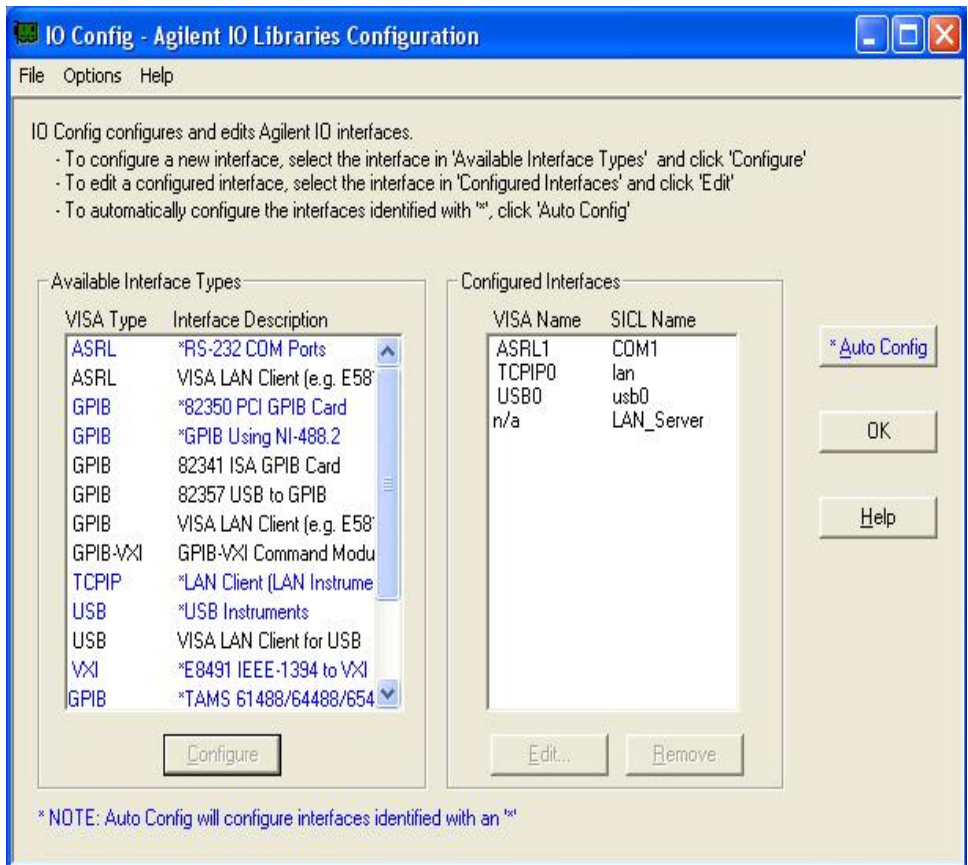 IO Config - Agilent IO Libraries Configuration
File Options Help
IO Config configures and edits Agilent IO interfaces.
- To configure a new interface, select the interface in 'Available Interface Types' and click 'Configure'
- To edit a configured interface, select the interface in 'Configured Interfaces' and click 'Edit'
- To automatically configure the interfaces identified with '*', click 'Auto Config'
Available Interface Types
VISA Type Interface Description
ASRL *RS-232 COM Ports
ASRL VISA LAN Client (e.g. E58
GPIB *82350 PCI GPIB Card
GPIB *GPIB Using NI-488.2
GPIB 82341 ISA GPIB Card
GPIB 82357 USB to GPIB
GPIB VISA LAN Client (e.g. E58
GPIB-VXI GPIB-VXI Command Modu
TCPIP *LAN Client (LAN Instrume
USB *USB Instruments
USB VISA LAN Client for USB
VXI *E8491 IEEE-1394 to VXI
GPIB *TAMS 61488/64488/654
Configure
Configured Interfaces
VISA Name SICL Name
ASRL1 COM1
TCPIP0 lan
USB0 usb0
n/a LAN_Server
Edit... Remove
* Auto Config
OK
Help
* NOTE: Auto Config will configure interfaces identified with an '*'